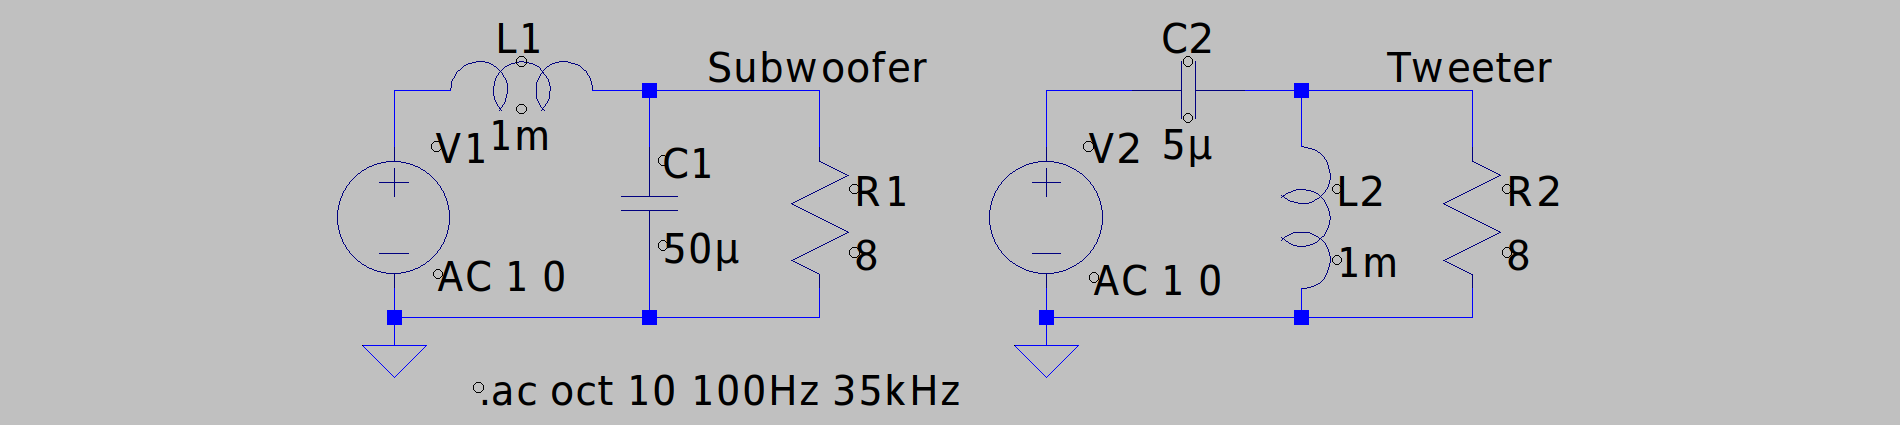 L1
Subwoofer
C2
Tweeter
V1
1m
C1
R1
50µ
8
AC 1 0
V2
5µ
L2
R2
1m
8
AC 1 0
.ac oct 10 100Hz 35kHz